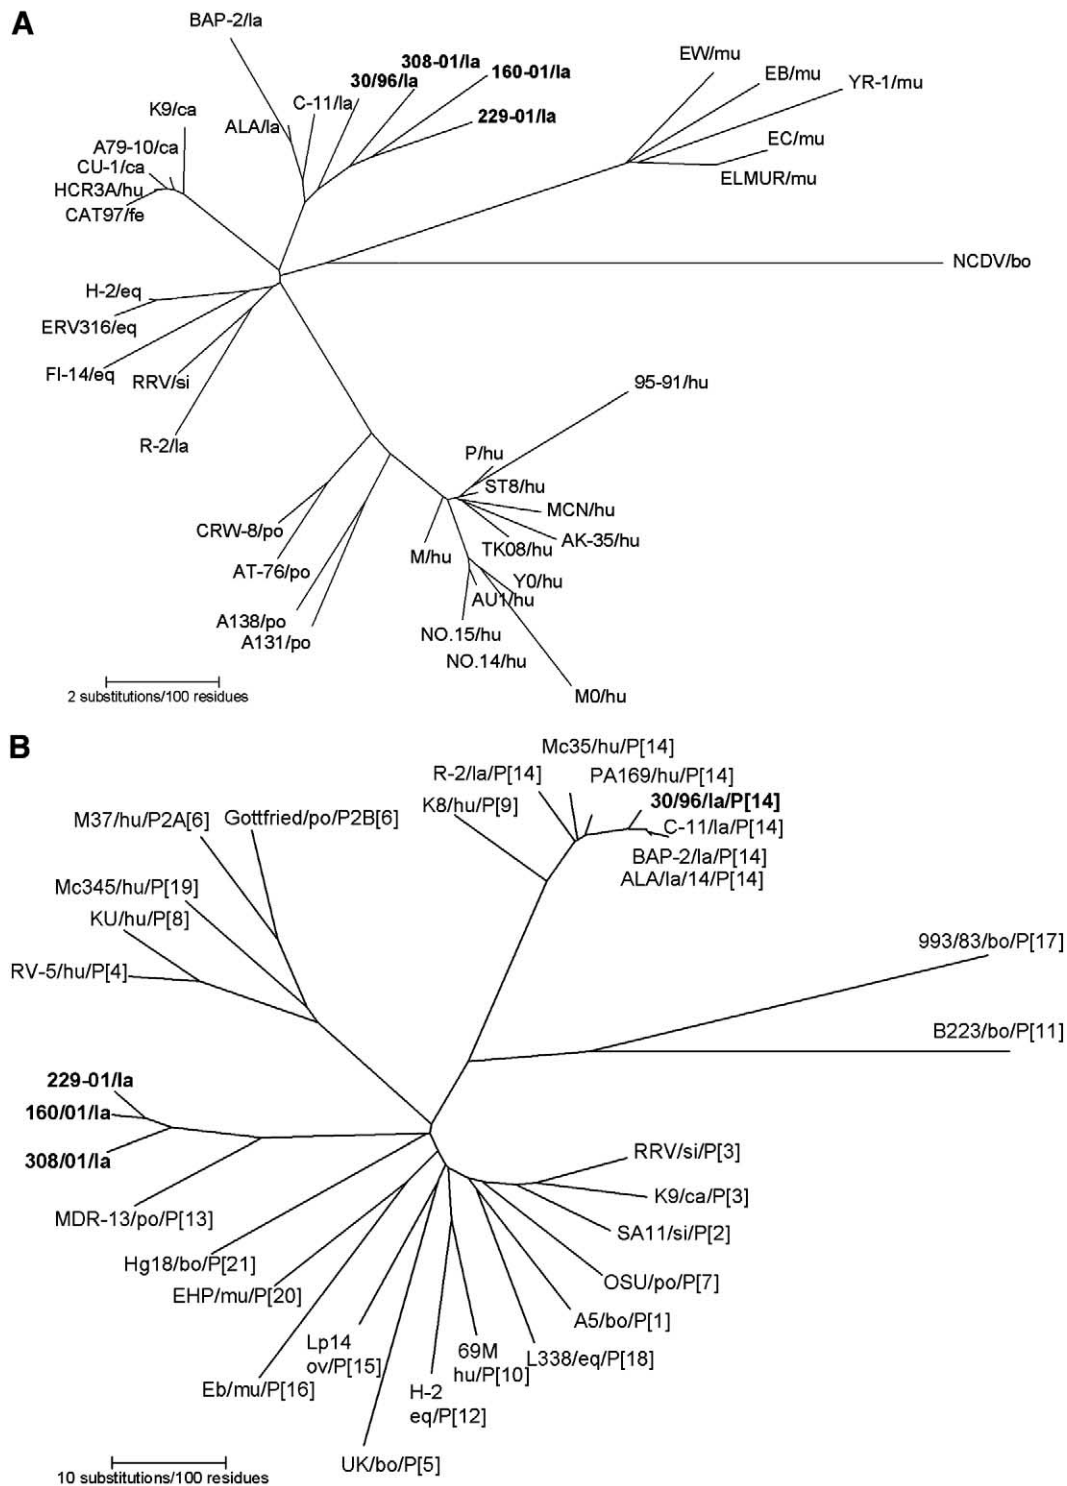 A
BAP-2/la
308-01/la
160-01/la
30/96/la
C-11/la
229-01/la
ALA/la
K9/ca
A79-10/ca
CU-1/ca
HCR3A/hu
CAT97/fe
EW/mu
EB/mu
YR-1/mu
EC/mu
ELMUR/mu
NCDV/bo
H-2/eq
ERV316/eq
FI-14/eq
RRV/si
R-2/la
95-91/hu
P/hu
ST8/hu
MCN/hu
AK-35/hu
TK08/hu
M/hu
Y0/hu
AU1/hu
NO.15/hu
NO.14/hu
M0/hu
CRW-8/po
AT-76/po
A138/po
A131/po
2 substitutions/100 residues
B
Mc35/hu/P[14]
R-2/la/P[14]
PA169/hu/P[14]
K8/hu/P[9]
30/96/la/P[14]
C-11/la/P[14]
BAP-2/la/P[14]
ALA/la/14/P[14]
M37/hu/P2A[6]
Gottfried/po/P2B[6]
Mc345/hu/P[19]
KU/hu/P[8]
RV-5/hu/P[4]
993/83/bo/P[17]
B223/bo/P[11]
229-01/la
160/01/la
308/01/la
MDR-13/po/P[13]
Hg18/bo/P[21]
EHP/mu/P[20]
Eb/mu/P[16]
Lp14
ov/P[15]
UK/bo/P[5]
H-2
eq/P[12]
69M
hu/P[10]
L338/eq/P[18]
A5/bo/P[1]
OSU/po/P[7]
SA11/si/P[2]
K9/ca/P[3]
RRV/si/P[3]
10 substitutions/100 residues